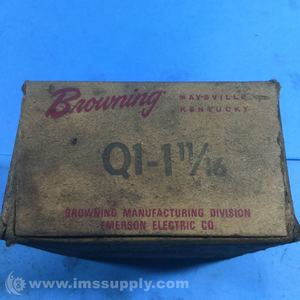 Browning
MAYSVILLE
KENTUCKY
Q1-1 11/16
BROWNING MANUFACTURING DIVISION
EMERSON ELECTRIC CO.
© www.imssupply.com